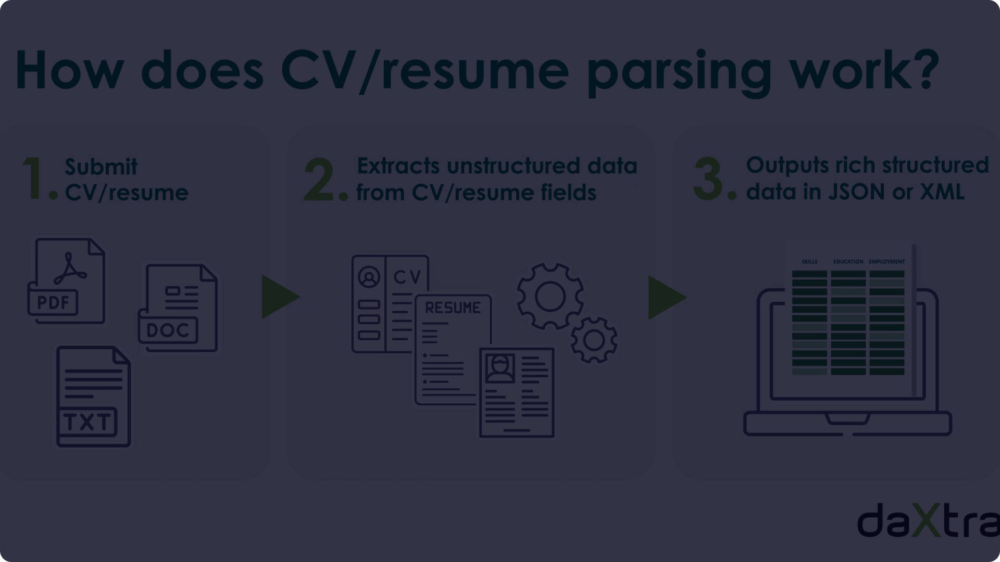 How does CV/resume parsing work?
1. Submit
CV/resume
2. Extracts unstructured data
from CV/resume fields
3. Outputs rich structured
data in JSON or XML
PDF
DOC
TXT
CV
RESUME
SKILLS EDUCATION EMPLOYMENT
daXtra